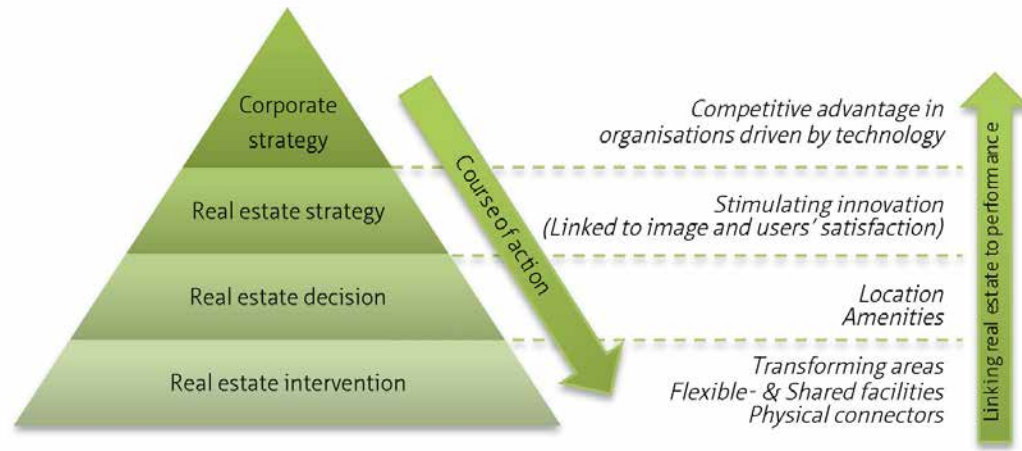 Corporate
strategy
Real estate strategy
Real estate decision
Real estate intervention
Course of action
Competitive advantage in
organisations driven by technology
Stimulating innovation
(Linked to image and users' satisfaction)
Location
Amenities
Transforming areas
Flexible- & Shared facilities
Physical connectors
Linking real estate to performance